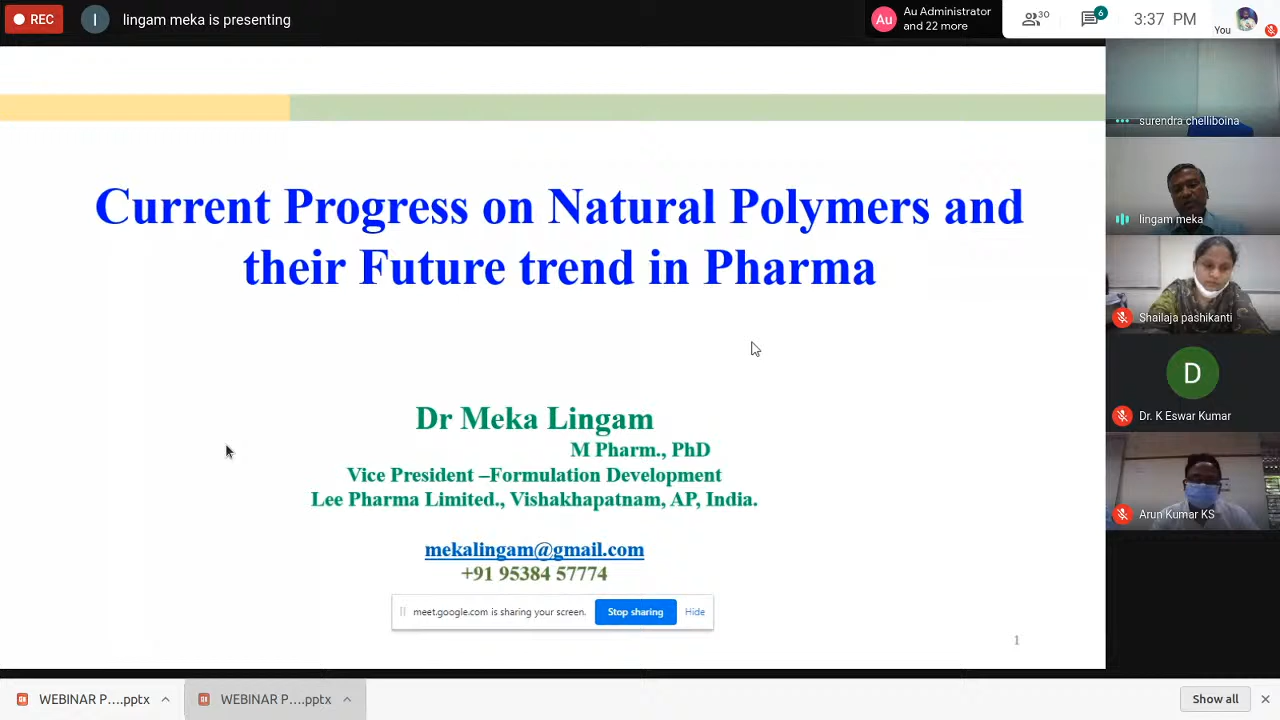 REC
l
lingam meka is presenting
Au
Au Administrator
and 22 more
30
6
3:37 PM
You
surendra chelliboina
lingam meka
Shailaja pashikanti
D
Dr. K Eswar Kumar
Arun Kumar KS
Current Progress on Natural Polymers and
their Future trend in Pharma
Dr Meka Lingam
M Pharm., PhD
Vice President –Formulation Development
Lee Pharma Limited., Vishakhapatnam, AP, India.
mekalingam@gmail.com
+91 95384 57774
meet.google.com is sharing your screen.
Stop sharing
Hide
1
WEBINAR P....pptx
WEBINAR P....pptx
Show all